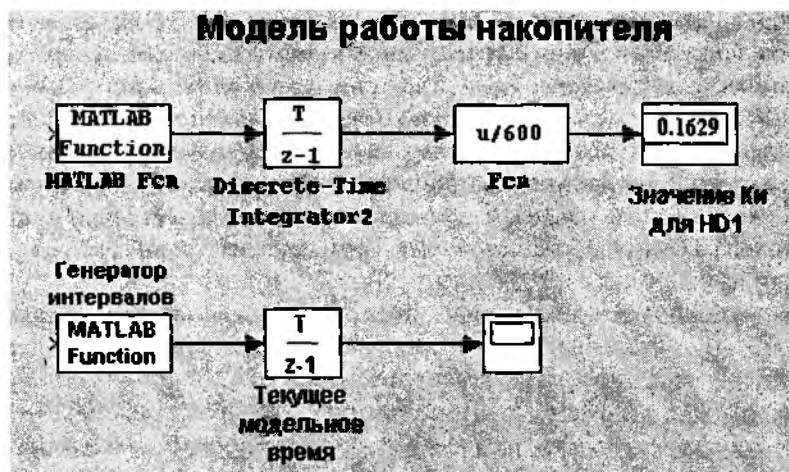 Модель работы накопителя
MATLAB
Function
MATLAB Fcn
T
z-1
Discrete-Time
Integrator2
u/600
Fcn
0.1629
Значение Ки
для HD1
Генератор
интервалов
MATLAB
Function
T
z-1
Текущее
модельное
время